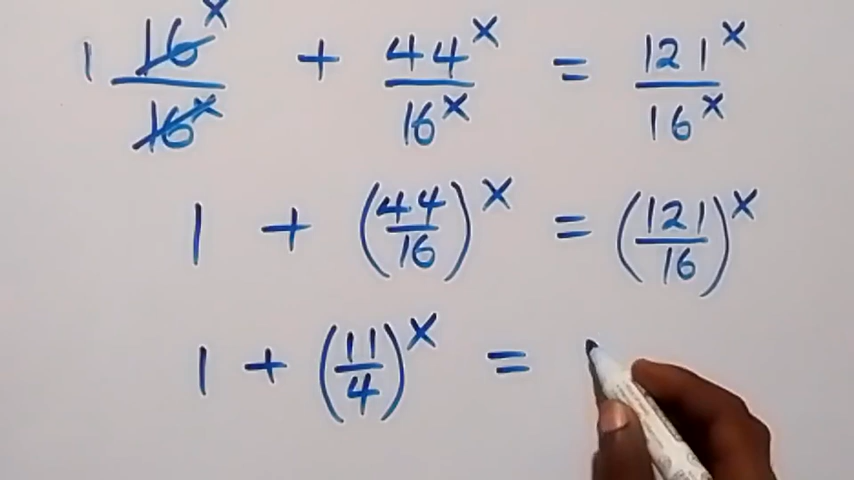 1 16^x/16^x + 44^x/16^x = 121^x/16^x
1 + (44/16)^x = (121/16)^x
1 + (11/4)^x =